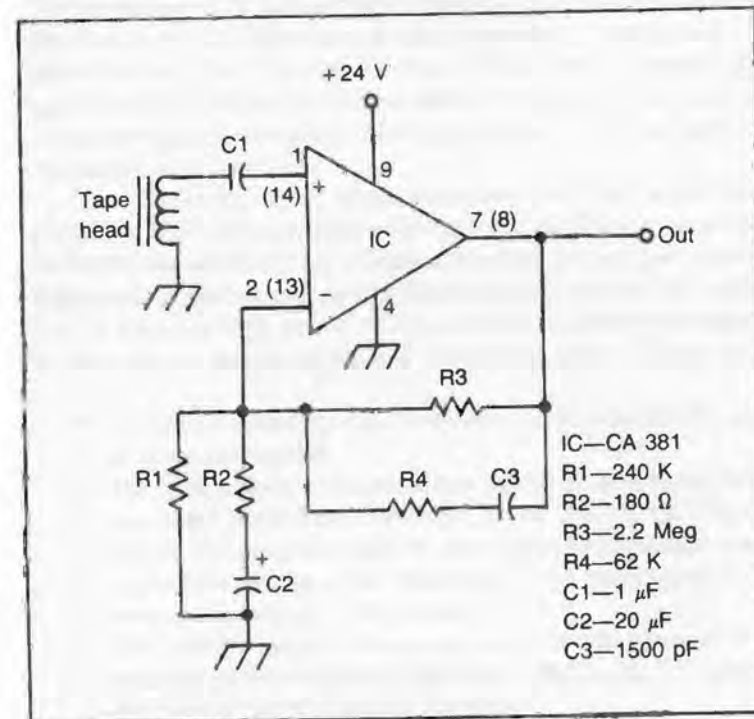 +24 V
C1
1
9
+
(14)
Tape
head
7 (8)
Out
IC
2 (13)
-
4
R3
IC—CA 381
R1—240 K
R1
R2
R4
C3
R2—180 Ω
R3—2.2 Meg
R4—62 K
+
C2
C1—1 μF
C2—20 μF
C3—1500 pF